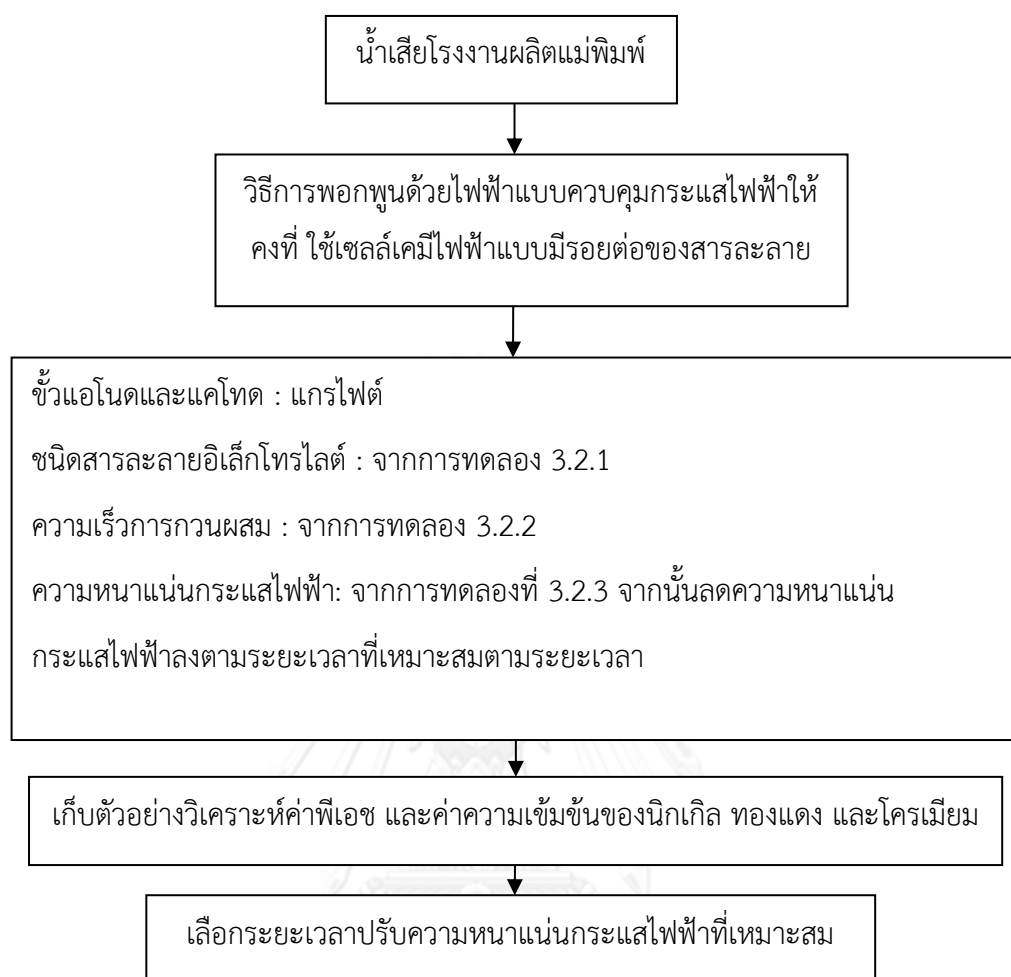 น้ำเสียโรงงานผลิตแม่พิมพ์
วิธีการพอกพูนด้วยไฟฟ้าแบบควบคุมกระแสไฟฟ้าให้
คงที่ ใช้เซลล์เคมีไฟฟ้าแบบมีรอยต่อของสารละลาย
ขั้วแอโนดและแคโทด : แกรไฟต์
ชนิดสารละลายอิเล็กโทรไลต์ : จากการทดลอง 3.2.1
ความเร็วการกวนผสม : จากการทดลอง 3.2.2
ความหนาแน่นกระแสไฟฟ้า: จากการทดลองที่ 3.2.3 จากนั้นลดความหนาแน่น
กระแสไฟฟ้าลงตามระยะเวลาที่เหมาะสมตามระยะเวลา
เก็บตัวอย่างวิเคราะห์ค่าพีเอช และค่าความเข้มข้นของนิกเกิล ทองแดง และโครเมียม
เลือกระยะเวลาปรับความหนาแน่นกระแสไฟฟ้าที่เหมาะสม